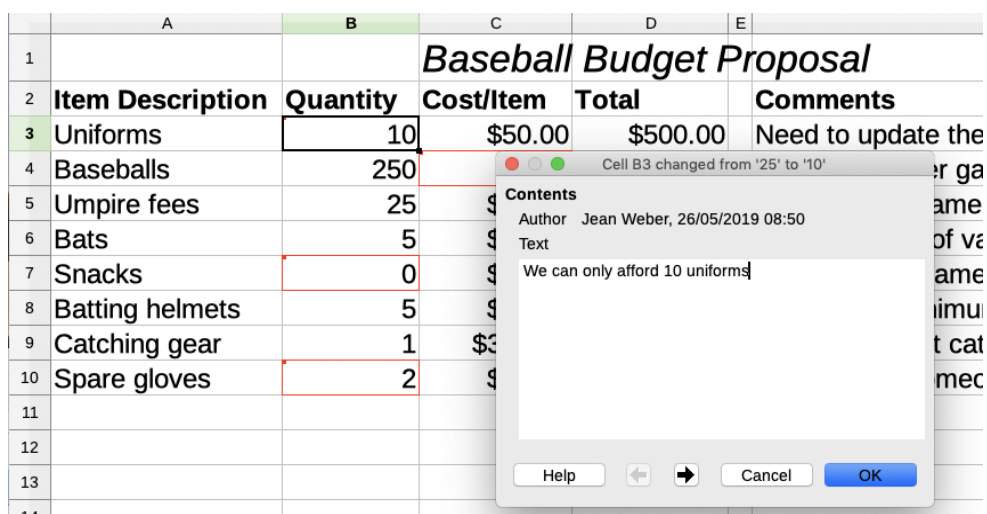 A B C D E
1 Baseball Budget Proposal
2 Item Description Quantity Cost/Item Total Comments
3 Uniforms 10 $50.00 $500.00 Need to update the
4 Baseballs 250
5 Umpire fees 25 $
6 Bats 5 $
7 Snacks 0 $
8 Batting helmets 5 $
9 Catching gear 1 $3
10 Spare gloves 2 $
11
12
13
Cell B3 changed from '25' to '10'
Contents
Author Jean Weber, 26/05/2019 08:50
Text
We can only afford 10 uniforms
Help Cancel OK